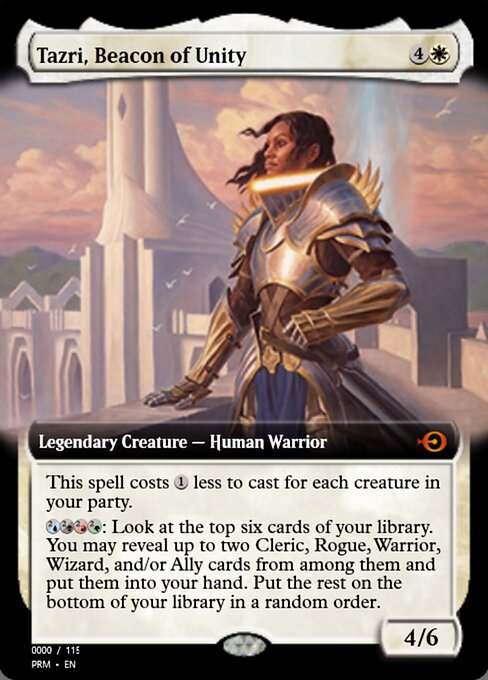 Tazri, Beacon of Unity 4
Legendary Creature — Human Warrior
This spell costs 1 less to cast for each creature in
your party.
: Look at the top six cards of your library.
You may reveal up to two Cleric, Rogue, Warrior,
Wizard, and/or Ally cards from among them and
put them into your hand. Put the rest on the
bottom of your library in a random order.
4/6
0000 / 115
PRM • EN